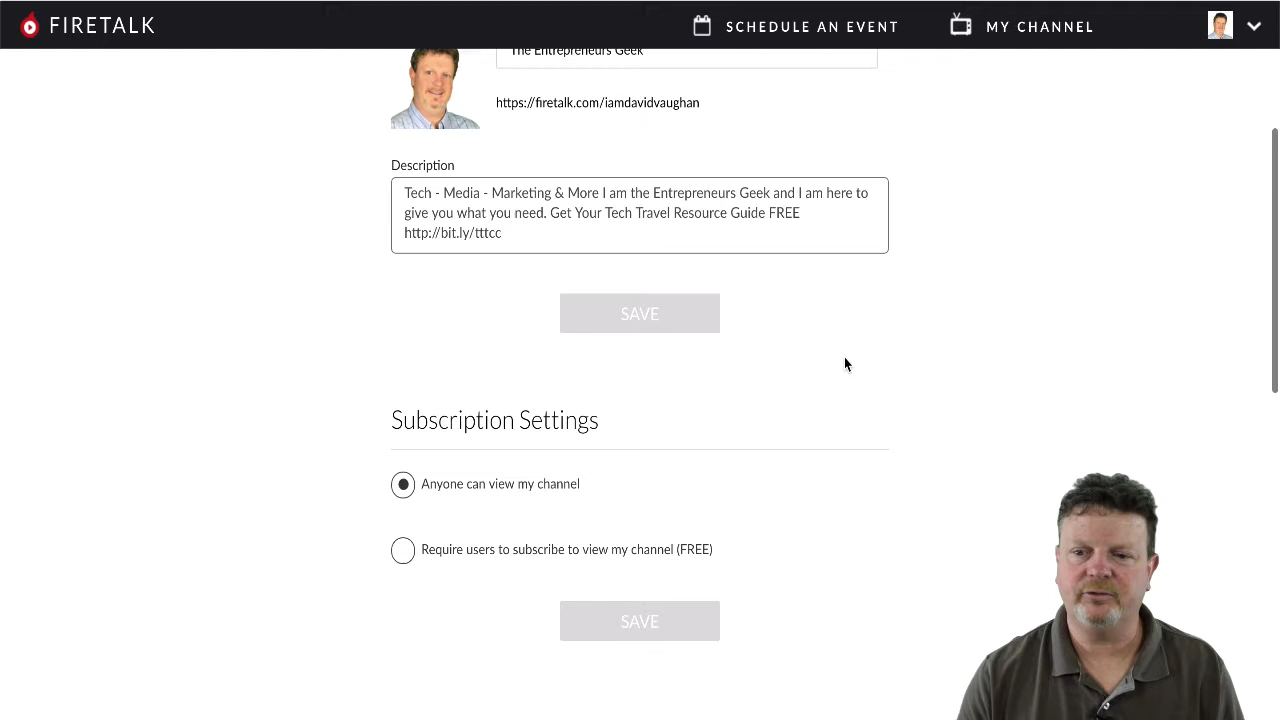 FIRETALK
SCHEDULE AN EVENT
MY CHANNEL
The Entrepreneurs Geek
https://firetalk.com/iamdavidvaughan
Description
Tech - Media - Marketing & More I am the Entrepreneurs Geek and I am here to
give you what you need. Get Your Tech Travel Resource Guide FREE
http://bit.ly/tttcc
SAVE
Subscription Settings
Anyone can view my channel
Require users to subscribe to view my channel (FREE)
SAVE